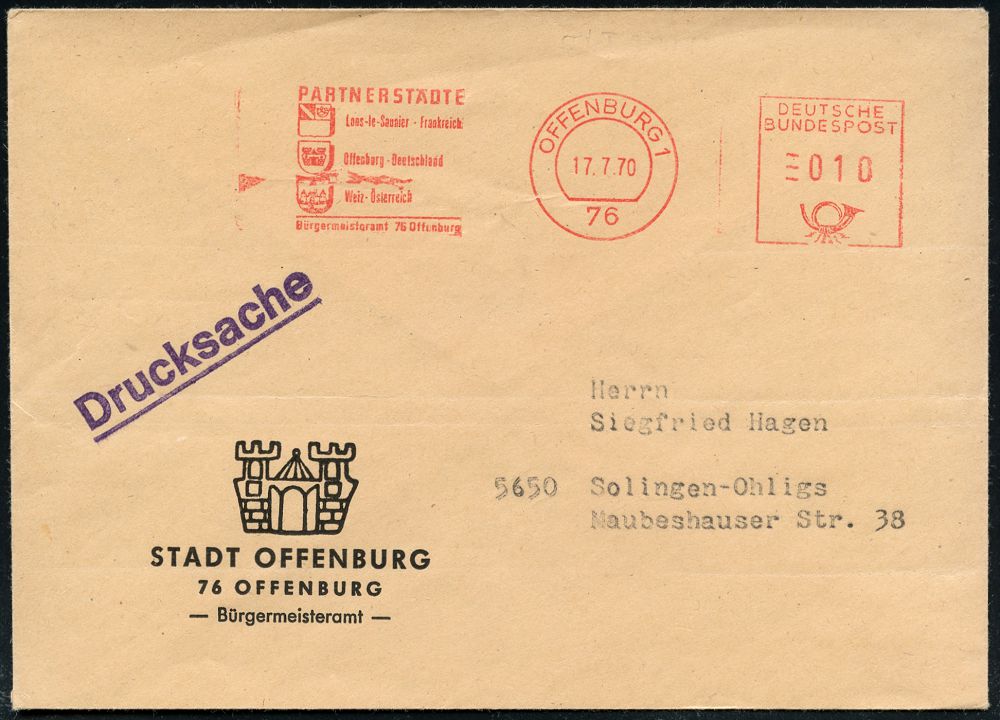 PARTNERSTÄDTE
Lons-le-Saunier - Frankreich
Offenburg - Deutschland
Weiz - Österreich
Bürgermeisteramt 76 Offenburg
OFFENBURG 1
17.7.70
76
DEUTSCHE
BUNDESPOST
010
Drucksache
Herrn
Siegfried Hagen
5650 Solingen-Ohligs
Maubeshauser Str. 38
STADT OFFENBURG
76 OFFENBURG
— Bürgermeisteramt —